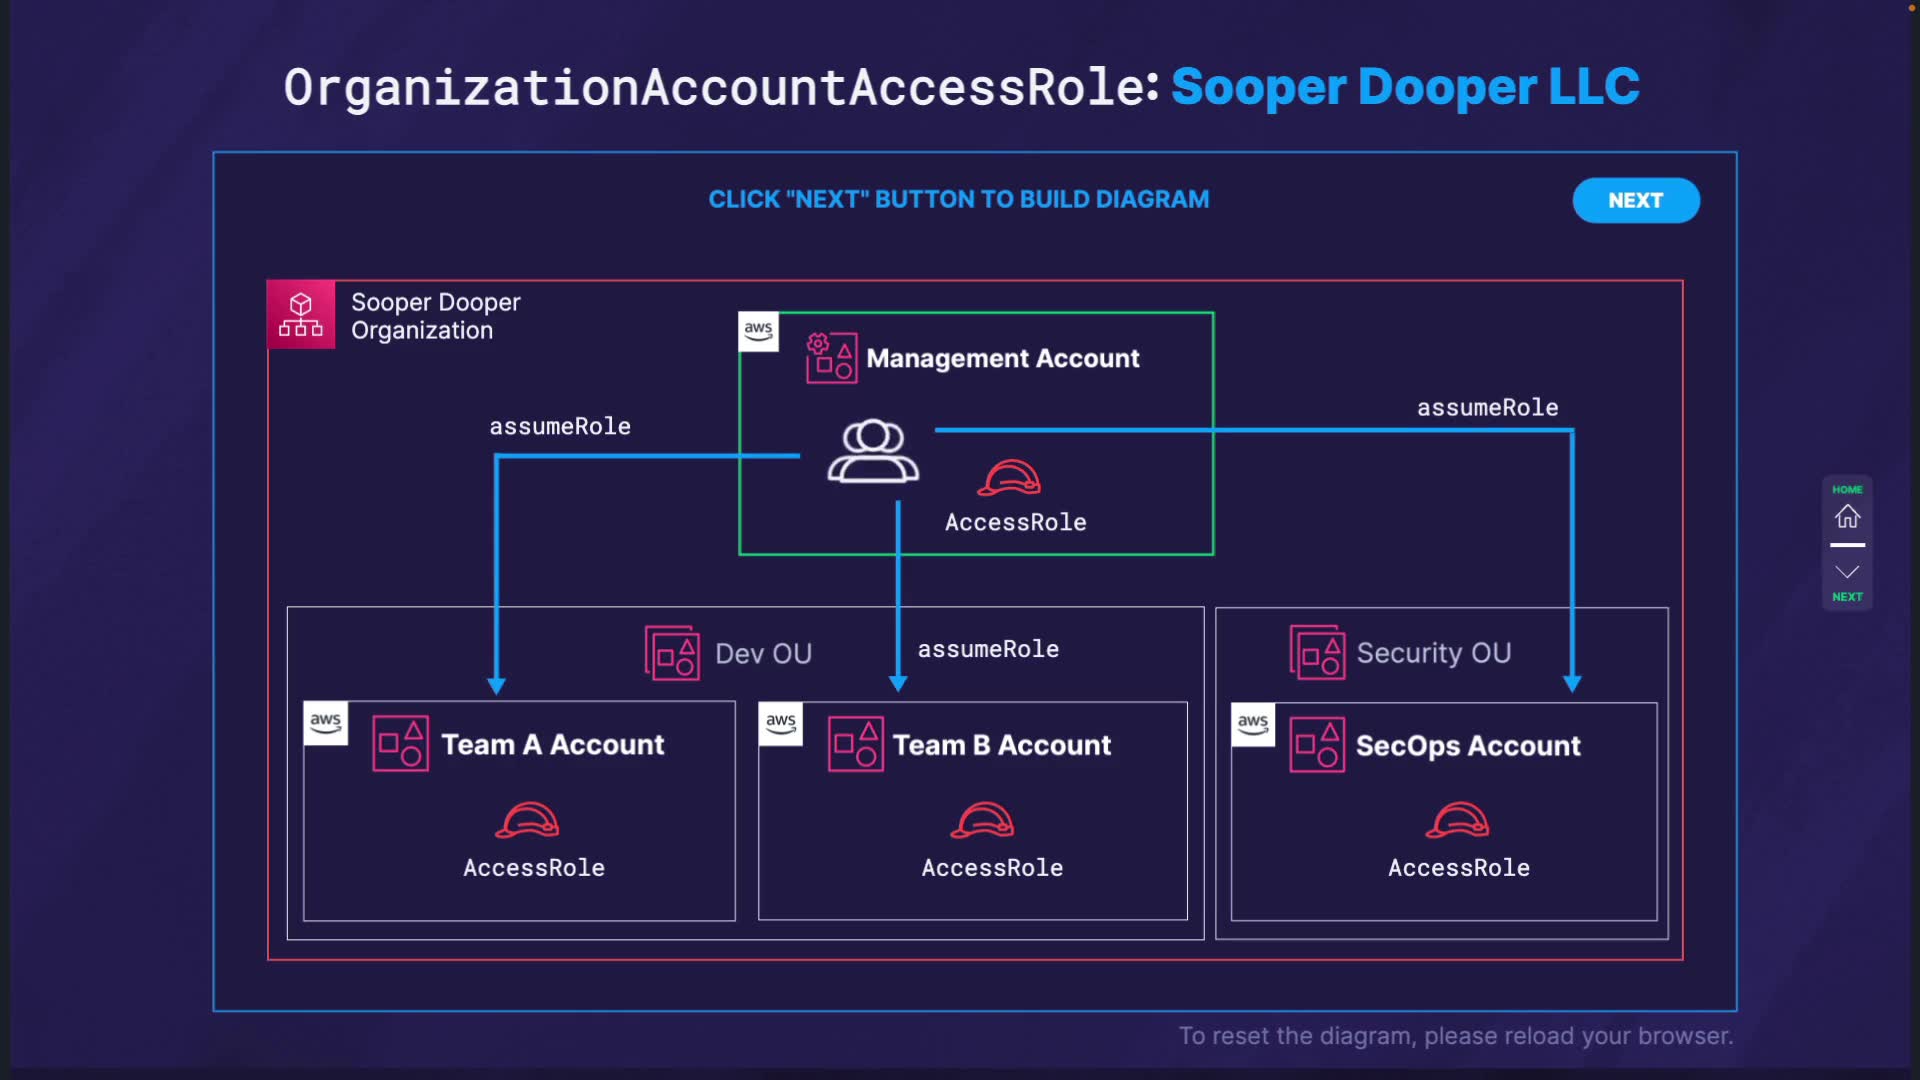 OrganizationAccountAccessRole: Sooper Dooper LLC
CLICK "NEXT" BUTTON TO BUILD DIAGRAM
NEXT
Sooper Dooper
Organization
aws
Management Account
assumeRole
assumeRole
AccessRole
HOME
NEXT
Dev OU
assumeRole
Security OU
aws
Team A Account
aws
Team B Account
aws
SecOps Account
AccessRole
AccessRole
AccessRole
To reset the diagram, please reload your browser.